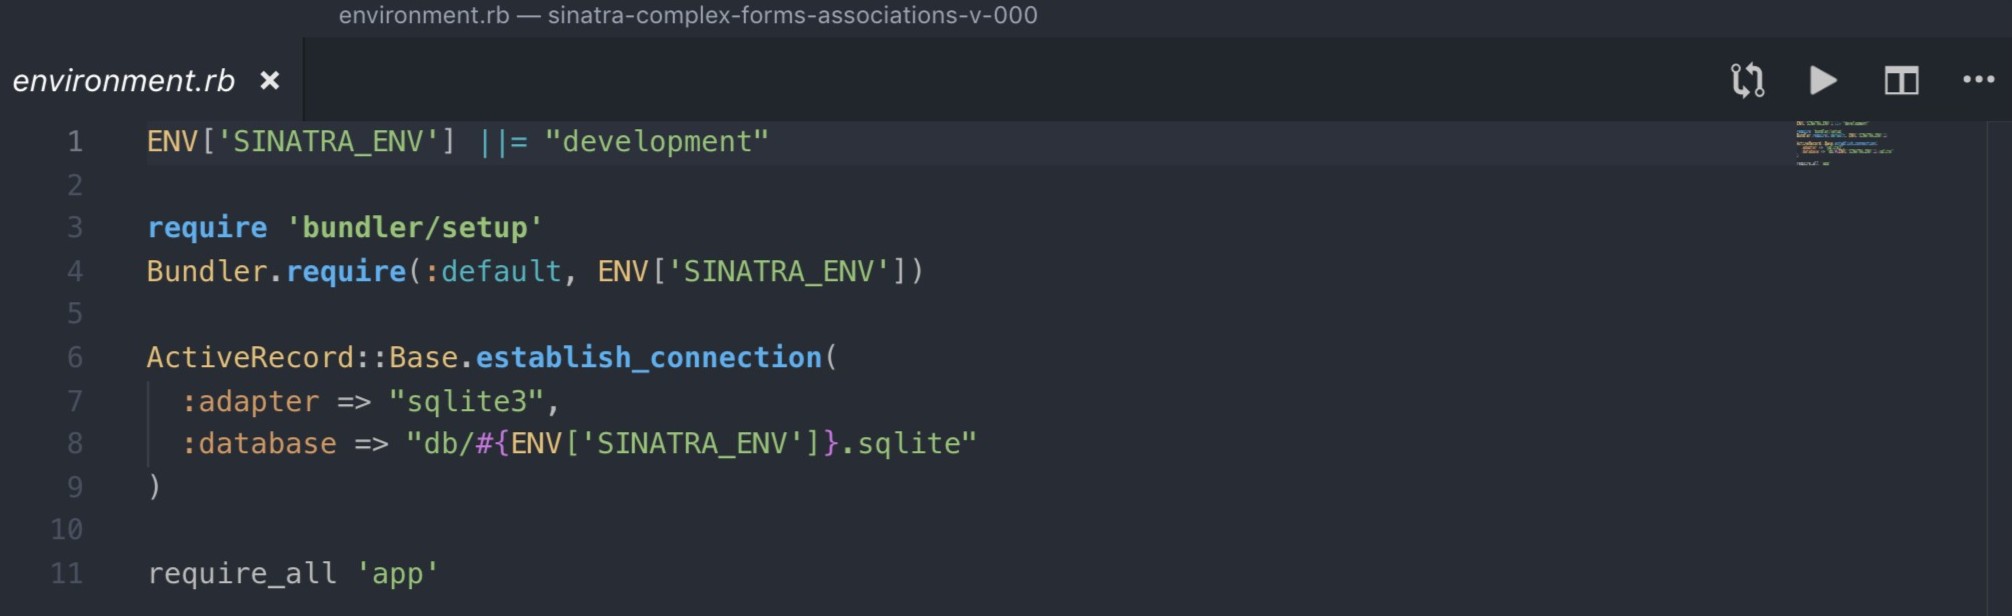 environment.rb — sinatra-complex-forms-associations-v-000
environment.rb
1 ENV['SINATRA_ENV'] ||= "development"
2
3 require 'bundler/setup'
4 Bundler.require(:default, ENV['SINATRA_ENV'])
5
6 ActiveRecord::Base.establish_connection(
7   :adapter => "sqlite3",
8   :database => "db/#{ENV['SINATRA_ENV']}.sqlite"
9 )
10
11 require_all 'app'